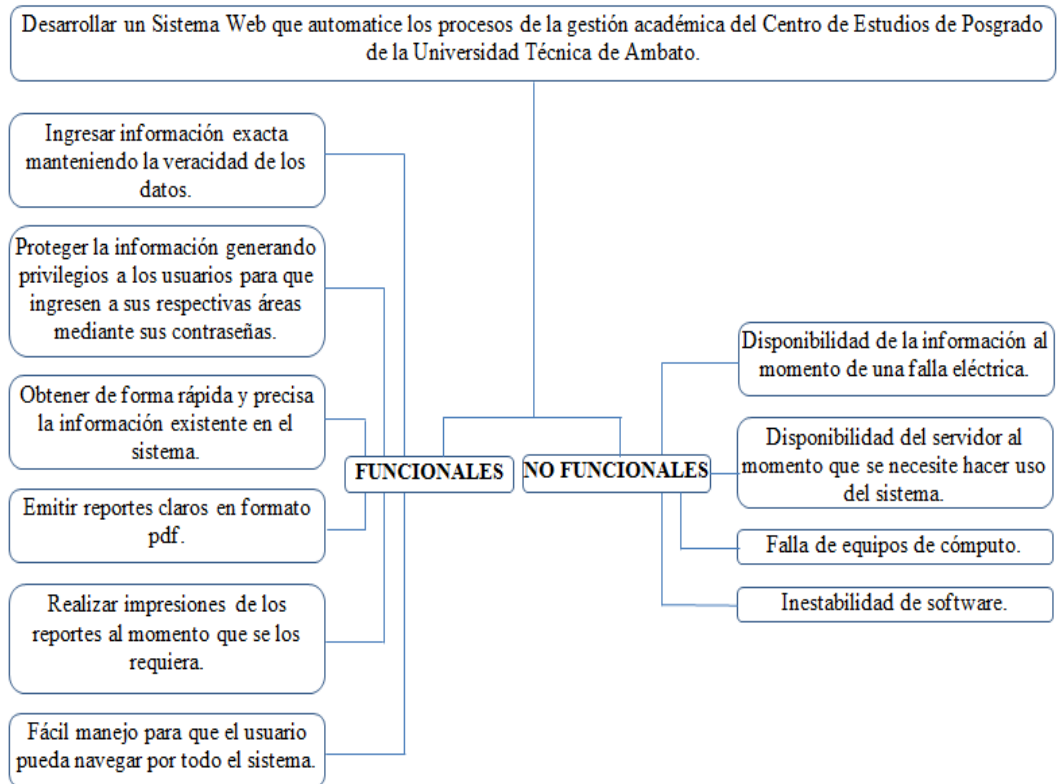 Desarrollar un Sistema Web que automatice los procesos de la gestión académica del Centro de Estudios de Posgrado
de la Universidad Técnica de Ambato.
Ingresar información exacta
manteniendo la veracidad de los
datos.
Proteger la información generando
privilegios a los usuarios para que
ingresen a sus respectivas áreas
mediante sus contraseñas.
Obtener de forma rápida y precisa
la información existente en el
sistema.
Emitir reportes claros en formato
pdf.
Realizar impresiones de los
reportes al momento que se los
requiera.
Fácil manejo para que el usuario
pueda navegar por todo el sistema.
FUNCIONALES
NO FUNCIONALES
Disponibilidad de la información al
momento de una falla eléctrica.
Disponibilidad del servidor al
momento que se necesite hacer uso
del sistema.
Falla de equipos de cómputo.
Inestabilidad de software.